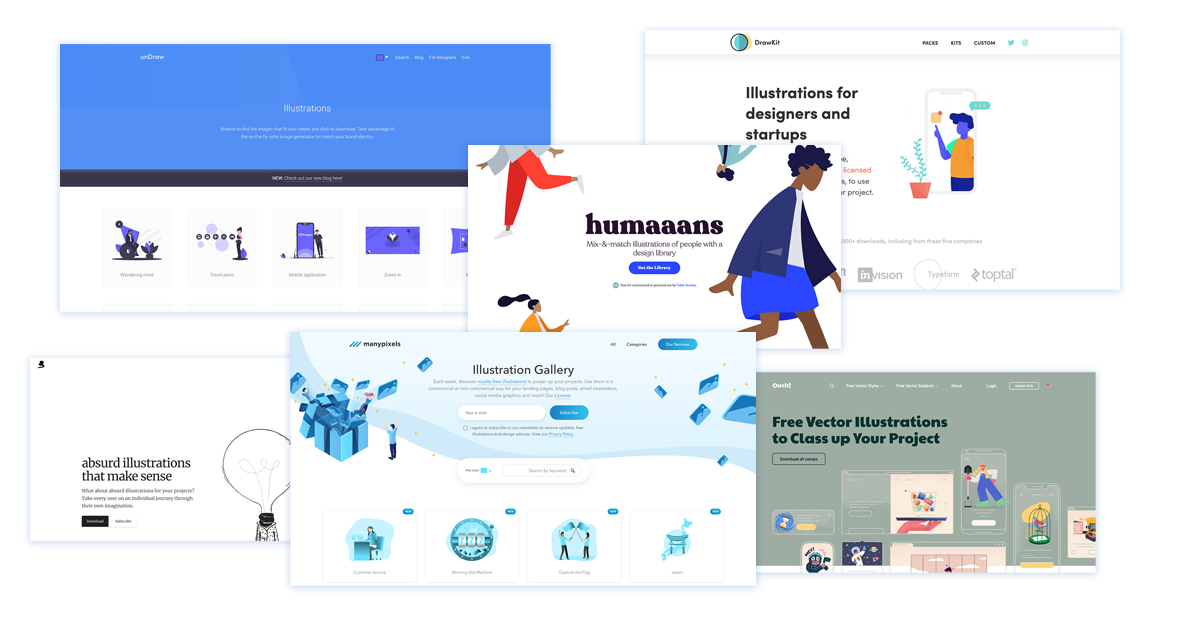 unDraw
Search Blog For Designers
Illustrations
Browse to find the images that fit your needs and click to download. Take advantage of
the on-the-fly color image generation to match your brand identity.
NEW: Check out our new blog here!
Wandering mind
Travel plans
Mobile application
Zoom in
DrawKit
PACKS KITS CUSTOM
Illustrations for
designers and
startups
licensed
, to use
project.
downloads, including from these fine companies
invision
Typeform
toptal
humaaans
Mix-&-match illustrations of people with a
design library
Get the Library
Free for commercial or personal use by Pablo Stanley.
absurd illustrations
that make sense
What about absurd illustrations for your projects?
Take every user on an individual journey through
their own imagination.
Download Subscribe
manypixels
All Categories Our Services
Illustration Gallery
Each week, discover royalty free illustrations to power up your projects. Use them in a
commercial or non-commercial way for your landing pages, blog posts, email newsletters,
social media graphics and more! Our License
Your e-mail Subscribe
I agree to subscribe to our newsletter to receive updates, free
illustrations and design advices. View our Privacy Policy.
Search by keyword
NEW
NEW
NEW
NEW
Customer Service
Winning Slot Machine
Capture the Flag
Japan
Ouch!
Free Vector Styles Free Vector Subjects About Login
Free Vector Illustrations
to Class up Your Project
Download all comps
HEY!